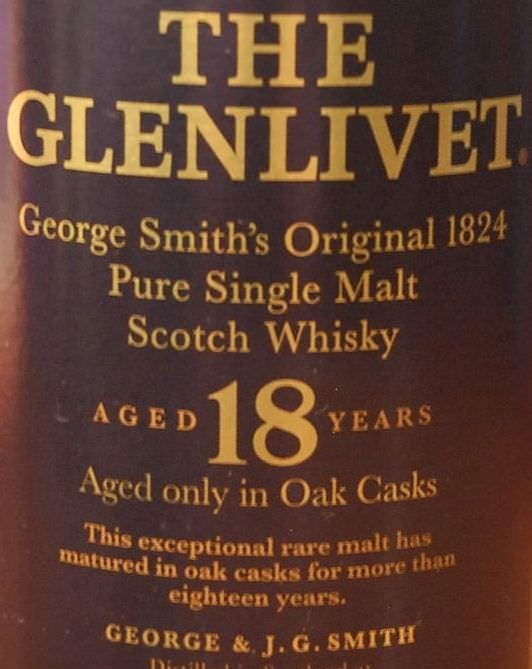 THE
GLENLIVET
George Smith's Original 1824
Pure Single Malt
Scotch Whisky
AGED 18 YEARS
Aged only in Oak Casks
This exceptional rare malt has
matured in oak casks for more than
eighteen years.
GEORGE & J. G. SMITH